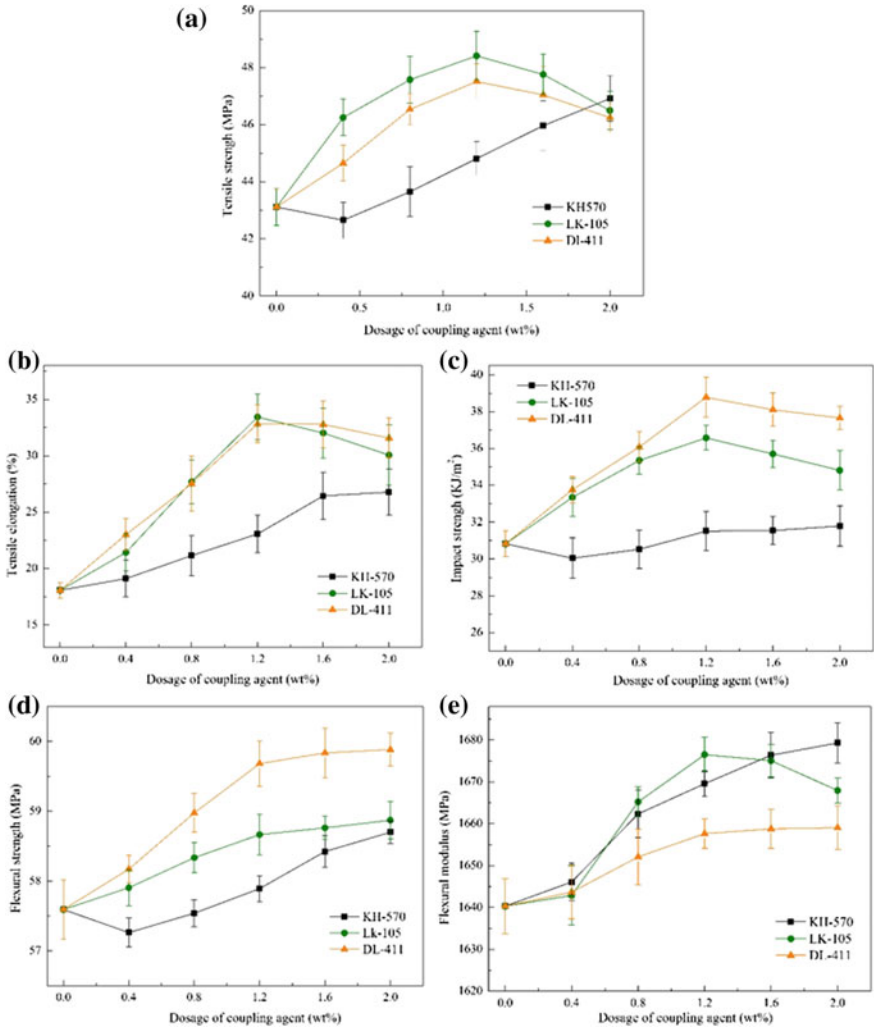 (a)
50
48
46
44
42
40
Tensile strengh (MPa)
KH570
LK-105
Dl-411
0.0 0.5 1.0 1.5 2.0
Dosage of coupling agent (wt%)
(b)
35
30
25
20
15
Tensile elongation (%)
KH-570
LK-105
DL-411
0.0 0.4 0.8 1.2 1.6 2.0
Dosage of coupling agent (wt%)
(c)
40
38
36
34
32
30
28
26
Impact strengh (KJ/m²)
KH-570
LK-105
DL-411
0.0 0.4 0.8 1.2 1.6 2.0
Dosage of coupling agent (wt%)
(d)
60
59
58
57
Flexural strength (MPa)
KH-570
Lk-105
DL-411
0.0 0.4 0.8 1.2 1.6 2.0
Dosage of coupling agent (wt%)
(e)
1680
1670
1660
1650
1640
1630
1620
Flexural modulus (MPa)
KH-570
LK-105
DL-411
0.0 0.4 0.8 1.2 1.6 2.0
Dosage of coupling agent (wt%)